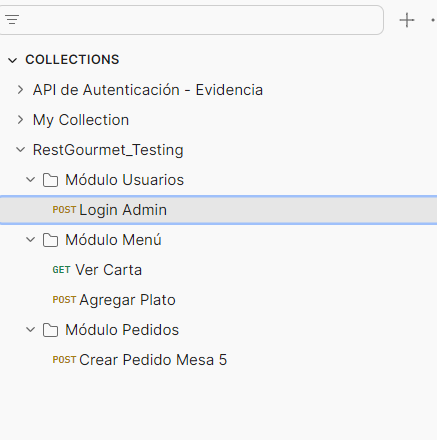 COLLECTIONS
API de Autenticación - Evidencia
My Collection
RestGourmet_Testing
Módulo Usuarios
POST Login Admin
Módulo Menú
GET Ver Carta
POST Agregar Plato
Módulo Pedidos
POST Crear Pedido Mesa 5